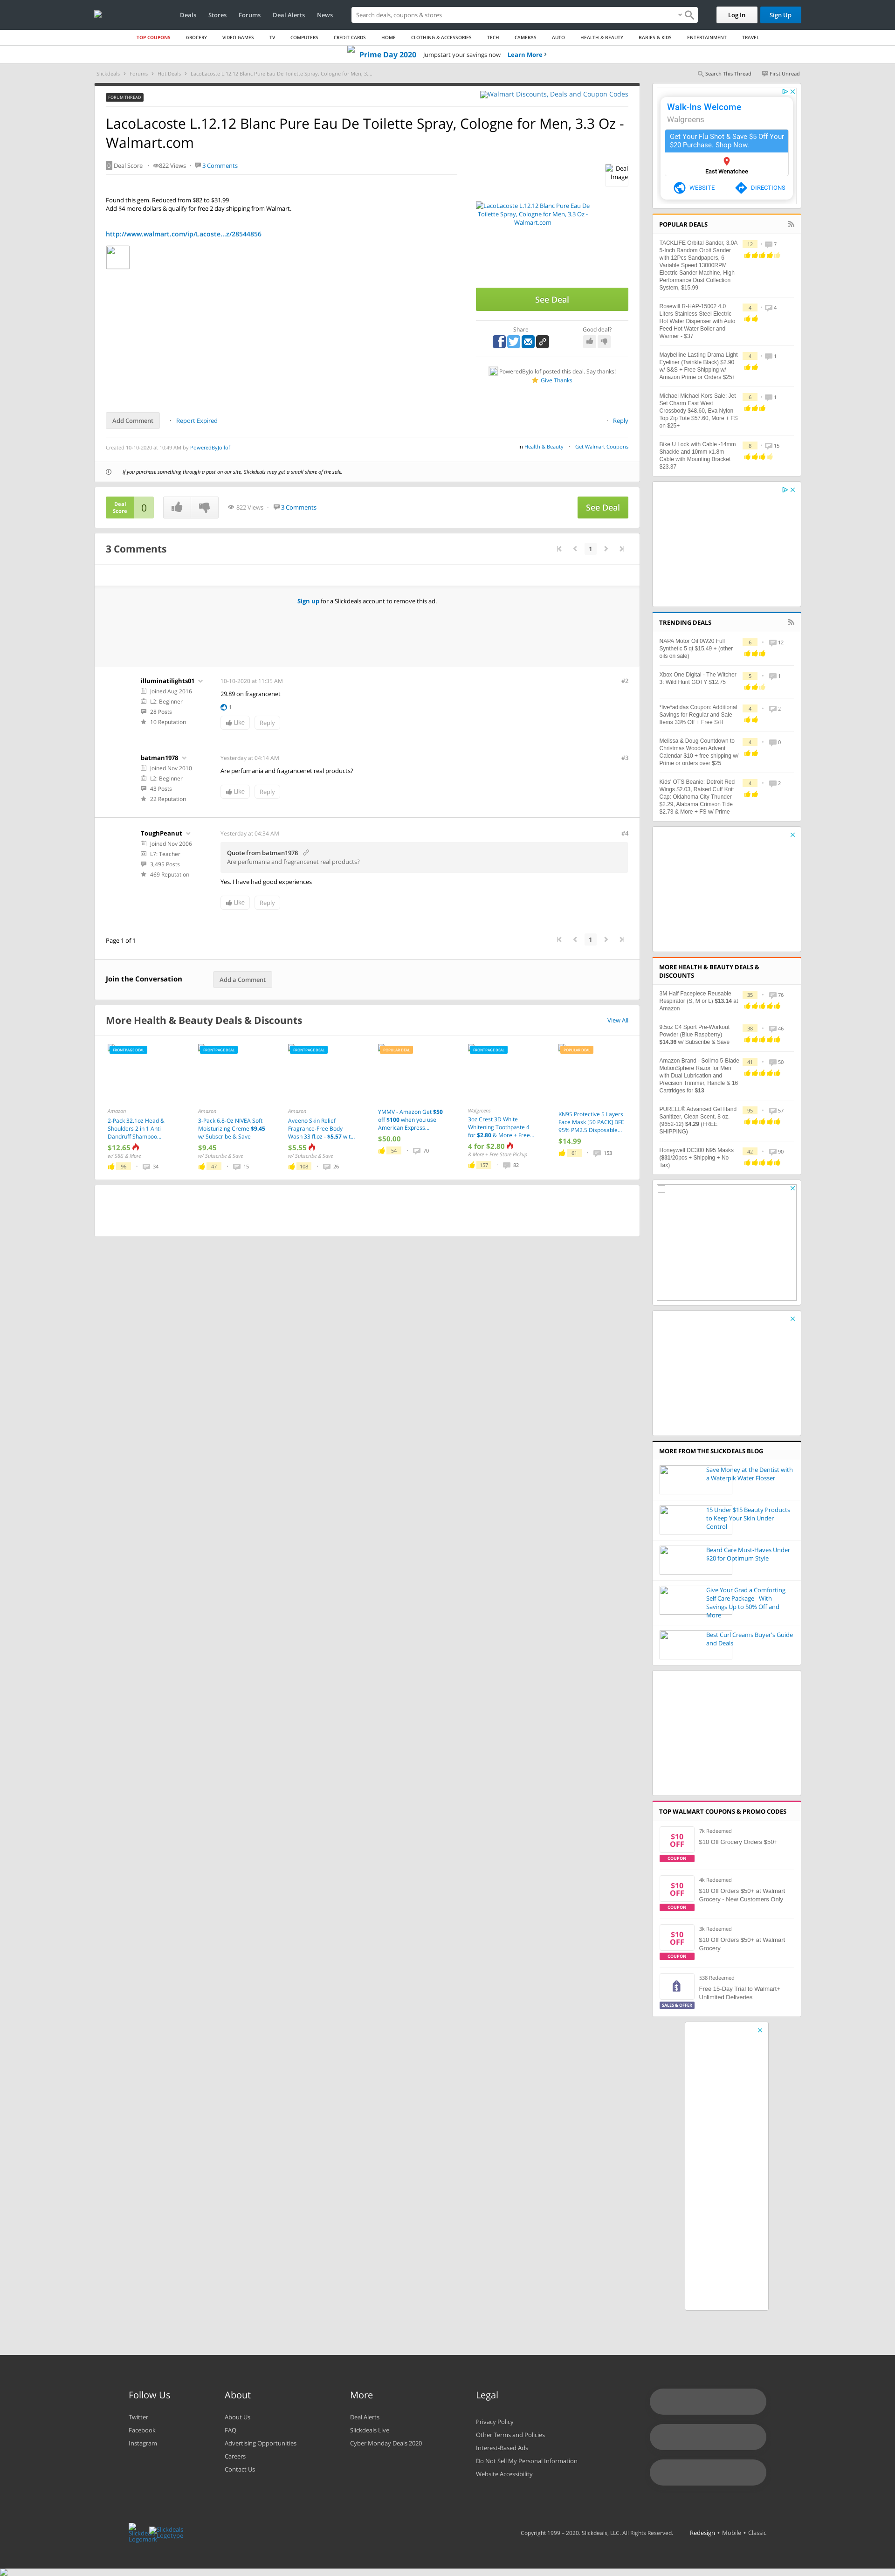 Deals Stores Forums Deal Alerts News
Search deals, coupons & stores
Log In
Sign Up
TOP COUPONS GROCERY VIDEO GAMES TV COMPUTERS CREDIT CARDS HOME CLOTHING & ACCESSORIES TECH CAMERAS AUTO HEALTH & BEAUTY BABIES & KIDS ENTERTAINMENT TRAVEL
Prime Day 2020 Jumpstart your savings now Learn More
Slickdeals Forums Hot Deals LacoLacoste L.12.12 Blanc Pure Eau De Toilette Spray, Cologne for Men, 3....
Search This Thread First Unread
FORUM THREAD
Walmart Discounts, Deals and Coupon Codes
LacoLacoste L.12.12 Blanc Pure Eau De Toilette Spray, Cologne for Men, 3.3 Oz -
Walmart.com
0 Deal Score 822 Views 3 Comments
Deal
Image
Found this gem. Reduced from $82 to $31.99
Add $4 more dollars & qualify for free 2 day shipping from Walmart.
http://www.walmart.com/ip/Lacoste...z/28544856
LacoLacoste L.12.12 Blanc Pure Eau De
Toilette Spray, Cologne for Men, 3.3 Oz -
Walmart.com
See Deal
Share Good deal?
PoweredByJollof posted this deal. Say thanks!
Give Thanks
Add Comment Report Expired Reply
Created 10-10-2020 at 10:49 AM by PoweredByJollof
in Health & Beauty Get Walmart Coupons
If you purchase something through a post on our site, Slickdeals may get a small share of the sale.
Deal
Score
0
822 Views 3 Comments
See Deal
3 Comments
1
Sign up for a Slickdeals account to remove this ad.
illuminatilights01
Joined Aug 2016
L2: Beginner
28 Posts
10 Reputation
10-10-2020 at 11:35 AM
#2
29.89 on fragrancenet
1
Like Reply
batman1978
Joined Nov 2010
L2: Beginner
43 Posts
22 Reputation
Yesterday at 04:14 AM
#3
Are perfumania and fragrancenet real products?
Like Reply
ToughPeanut
Joined Nov 2006
L7: Teacher
3,495 Posts
469 Reputation
Yesterday at 04:34 AM
#4
Quote from batman1978
Are perfumania and fragrancenet real products?
Yes. I have had good experiences
Like Reply
Page 1 of 1
1
Join the Conversation
Add a Comment
More Health & Beauty Deals & Discounts
View All
FRONTPAGE DEAL
Amazon
2-Pack 32.1oz Head &
Shoulders 2 in 1 Anti
Dandruff Shampoo...
$12.65
w/ S&S & More
96 34
FRONTPAGE DEAL
Amazon
3-Pack 6.8-Oz NIVEA Soft
Moisturizing Creme $9.45
w/ Subscribe & Save
$9.45
w/ Subscribe & Save
47 15
FRONTPAGE DEAL
Amazon
Aveeno Skin Relief
Fragrance-Free Body
Wash 33 fl.oz - $5.57 wit...
$5.55
w/ Subscribe & Save
108 26
POPULAR DEAL
YMMV - Amazon Get $50
off $100 when you use
American Express...
$50.00
54 70
FRONTPAGE DEAL
Walgreens
3oz Crest 3D White
Whitening Toothpaste 4
for $2.80 & More + Free...
4 for $2.80
& More + Free Store Pickup
157 82
POPULAR DEAL
KN95 Protective 5 Layers
Face Mask [50 PACK] BFE
95% PM2.5 Disposable...
$14.99
61 153
Walk-Ins Welcome
Walgreens
Get Your Flu Shot & Save $5 Off Your
$20 Purchase. Shop Now.
East Wenatchee
WEBSITE DIRECTIONS
POPULAR DEALS
TACKLIFE Orbital Sander, 3.0A
5-Inch Random Orbit Sander
with 12Pcs Sandpapers, 6
Variable Speed 13000RPM
Electric Sander Machine, High
Performance Dust Collection
System, $15.99
12 7
Rosewill R-HAP-15002 4.0
Liters Stainless Steel Electric
Hot Water Dispenser with Auto
Feed Hot Water Boiler and
Warmer - $37
4 4
Maybelline Lasting Drama Light
Eyeliner (Twinkle Black) $2.90
w/ S&S + Free Shipping w/
Amazon Prime or Orders $25+
4 1
Michael Michael Kors Sale: Jet
Set Charm East West
Crossbody $48.60, Eva Nylon
Top Zip Tote $57.60, More + FS
on $25+
6 1
Bike U Lock with Cable -14mm
Shackle and 10mm x1.8m
Cable with Mounting Bracket
$23.37
8 15
TRENDING DEALS
NAPA Motor Oil 0W20 Full
Synthetic 5 qt $15.49 + (other
oils on sale)
6 12
Xbox One Digital - The Witcher
3: Wild Hunt GOTY $12.75
5 1
*live*adidas Coupon: Additional
Savings for Regular and Sale
Items 33% Off + Free S/H
4 2
Melissa & Doug Countdown to
Christmas Wooden Advent
Calendar $10 + free shipping w/
Prime or orders over $25
4 0
Kids' OTS Beanie: Detroit Red
Wings $2.03, Raised Cuff Knit
Cap: Oklahoma City Thunder
$2.29, Alabama Crimson Tide
$2.73 & More + FS w/ Prime
4 2
MORE HEALTH & BEAUTY DEALS &
DISCOUNTS
3M Half Facepiece Reusable
Respirator (S, M or L) $13.14 at
Amazon
35 76
9.5oz C4 Sport Pre-Workout
Powder (Blue Raspberry)
$14.36 w/ Subscribe & Save
38 46
Amazon Brand - Solimo 5-Blade
MotionSphere Razor for Men
with Dual Lubrication and
Precision Trimmer, Handle & 16
Cartridges for $13
41 50
PURELL® Advanced Gel Hand
Sanitizer, Clean Scent, 8 oz.
(9652-12) $4.29 (FREE
SHIPPING)
95 57
Honeywell DC300 N95 Masks
($31/20pcs + Shipping + No
Tax)
42 90
MORE FROM THE SLICKDEALS BLOG
Save Money at the Dentist with
a Waterpik Water Flosser
15 Under $15 Beauty Products
to Keep Your Skin Under
Control
Beard Care Must-Haves Under
$20 for Optimum Style
Give Your Grad a Comforting
Self Care Package - With
Savings Up to 50% Off and
More
Best Curl Creams Buyer's Guide
and Deals
TOP WALMART COUPONS & PROMO CODES
$10
OFF
COUPON
7k Redeemed
$10 Off Grocery Orders $50+
$10
OFF
COUPON
4k Redeemed
$10 Off Orders $50+ at Walmart
Grocery - New Customers Only
$10
OFF
COUPON
3k Redeemed
$10 Off Orders $50+ at Walmart
Grocery
SALES & OFFER
538 Redeemed
Free 15-Day Trial to Walmart+
Unlimited Deliveries
Follow Us
Twitter
Facebook
Instagram
About
About Us
FAQ
Advertising Opportunities
Careers
Contact Us
More
Deal Alerts
Slickdeals Live
Cyber Monday Deals 2020
Legal
Privacy Policy
Other Terms and Policies
Interest-Based Ads
Do Not Sell My Personal Information
Website Accessibility
Slickdeals
Logotype
Copyright 1999 – 2020. Slickdeals, LLC. All Rights Reserved.
Redesign • Mobile • Classic